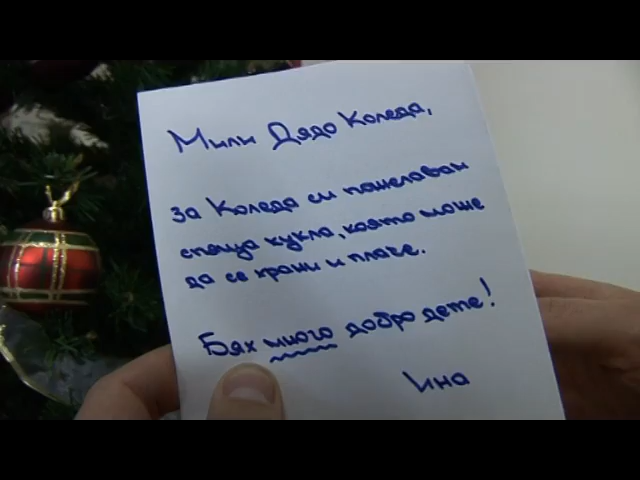 Мили Дядо Коледа,
за Коледа си пожелавам
спяща кукла, която може
да се храни и плаче.
Бях много добро дете!
Ина